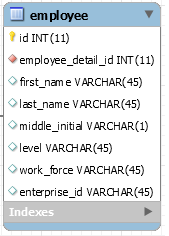 employee
id INT(11)
employee_detail_id INT(11)
first_name VARCHAR(45)
last_name VARCHAR(45)
middle_initial VARCHAR(1)
level VARCHAR(45)
work_force VARCHAR(45)
enterprise_id VARCHAR(45)
Indexes